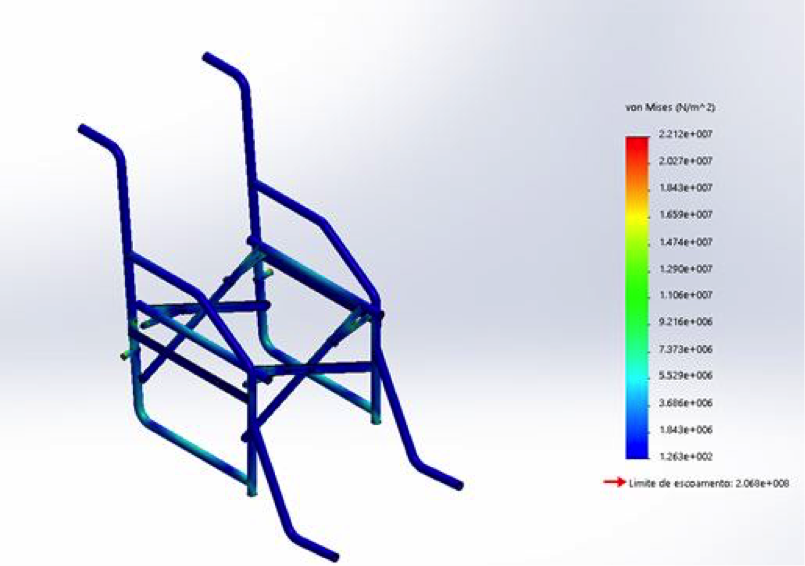 von Mises (N/m^2)
2.212e+007
2.027e+007
1.843e+007
1.659e+007
1.474e+007
1.290e+007
1.106e+007
9.216e+006
7.373e+006
5.529e+006
3.686e+006
1.843e+006
1.263e+002
Limite de escoamento: 2.068e+008